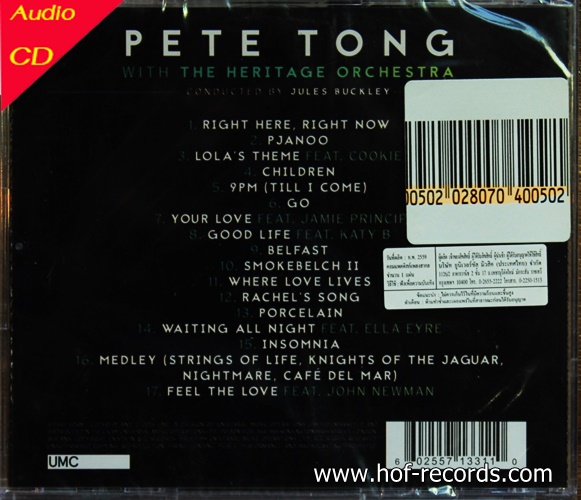 Audio
CD
PETE TONG
WITH THE HERITAGE ORCHESTRA
CONDUCTED BY JULES BUCKLEY
1. RIGHT HERE, RIGHT NOW
2. PJANOO
3. LOLA'S THEME FEAT. COOKIE
4. CHILDREN
5. 9PM (TILL I COME)
6. GO
7. YOUR LOVE FEAT. JAMIE PRINCIP
8. GOOD LIFE FEAT. KATY B
9. BELFAST
10. SMOKEBELCH II
11. WHERE LOVE LIVES
12. RACHEL'S SONG
13. PORCELAIN
14. WAITING ALL NIGHT FEAT. ELLA EYRE
15. INSOMNIA
16. MEDLEY (STRINGS OF LIFE, KNIGHTS OF THE JAGUAR,
NIGHTMARE, CAFÉ DEL MAR)
17. FEEL THE LOVE FEAT. JOHN NEWMAN
00502 028070 400502
UMC
6 02557 13311 0
www.hof-records.com